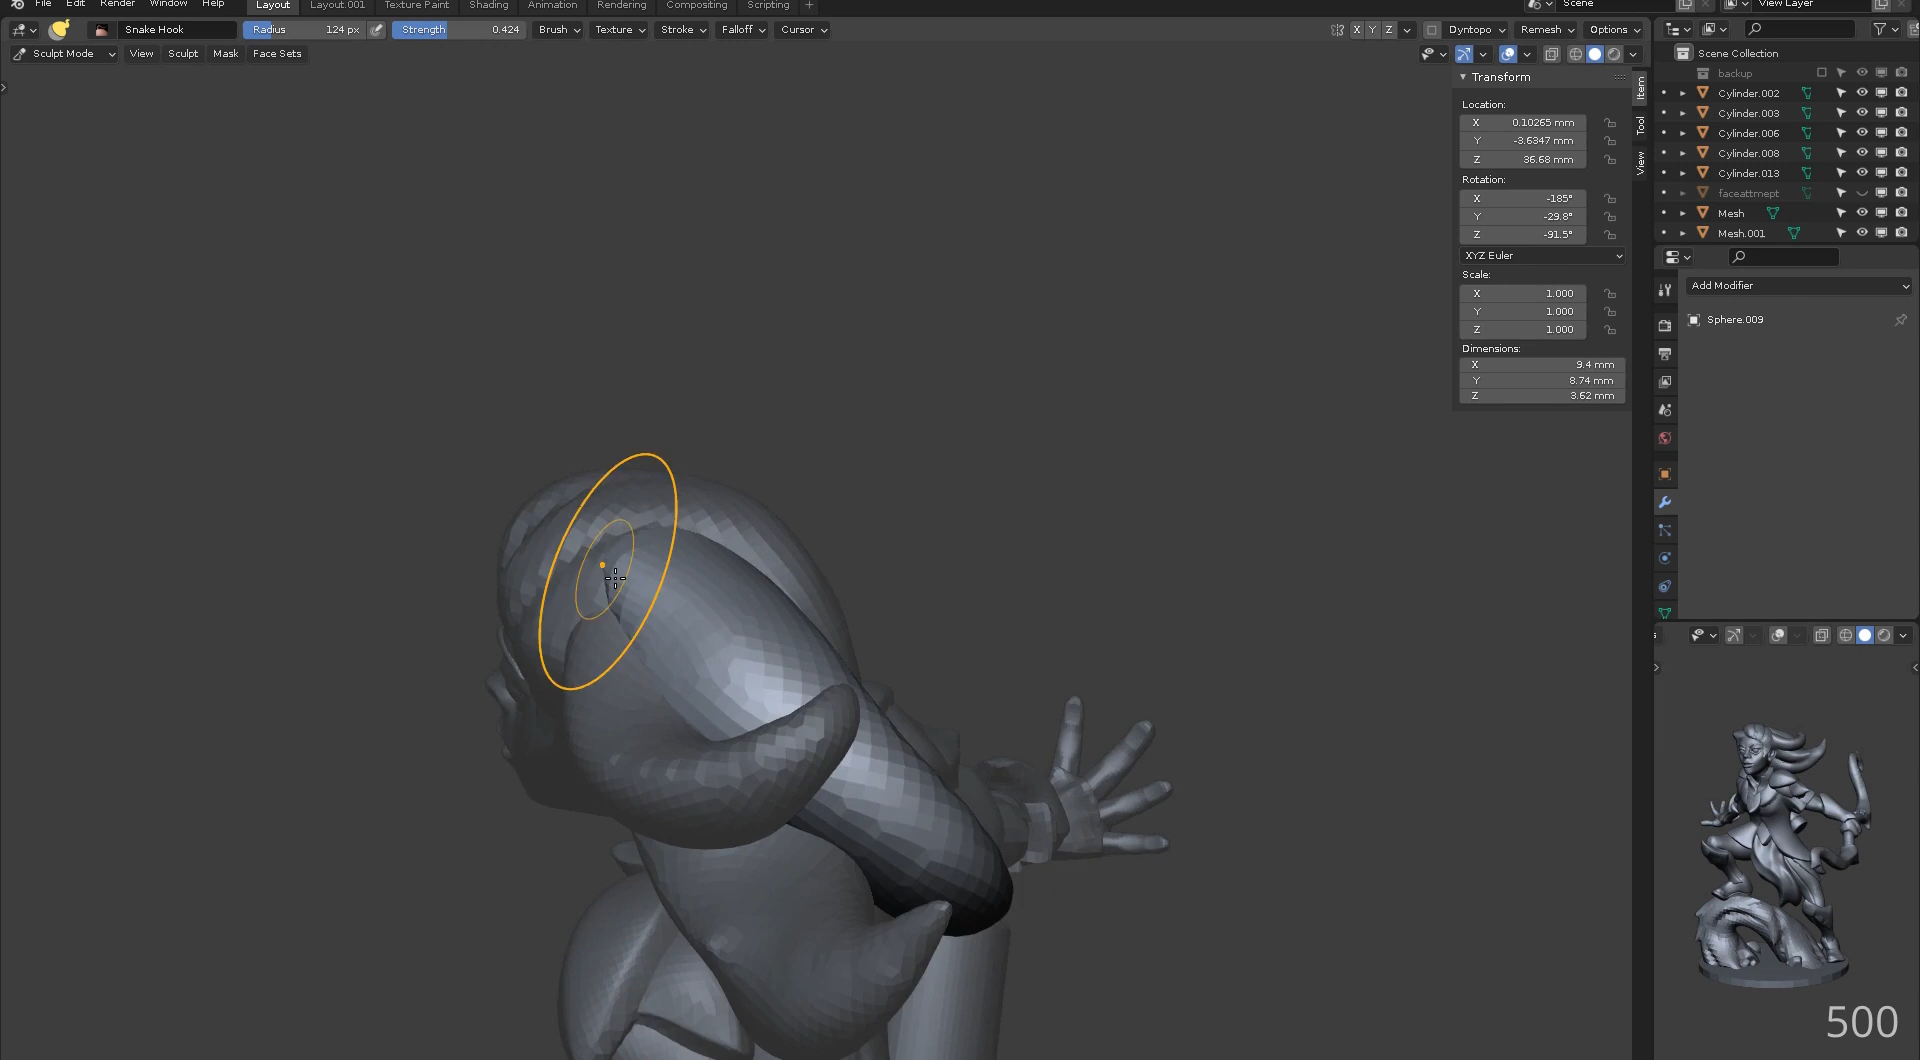 File Edit Render Window Help Layout Layout.001 Texture Paint Shading Animation Rendering Compositing Scripting + Scene View Layer
Snake Hook Radius 124 px Strength 0.424 Brush Texture Stroke Falloff Cursor X Y Z Dyntopo Remesh Options
Sculpt Mode View Sculpt Mask Face Sets
Transform
Location:
X 0.10265 mm
Y -3.6347 mm
Z 36.68 mm
Rotation:
X -185°
Y -29.8°
Z -91.5°
XYZ Euler
Scale:
X 1.000
Y 1.000
Z 1.000
Dimensions:
X 9.4 mm
Y 8.74 mm
Z 3.62 mm
Item
Tool
View
Scene Collection
backup
Cylinder.002
Cylinder.003
Cylinder.006
Cylinder.008
Cylinder.013
faceattmept
Mesh
Mesh.001
Add Modifier
Sphere.009
500